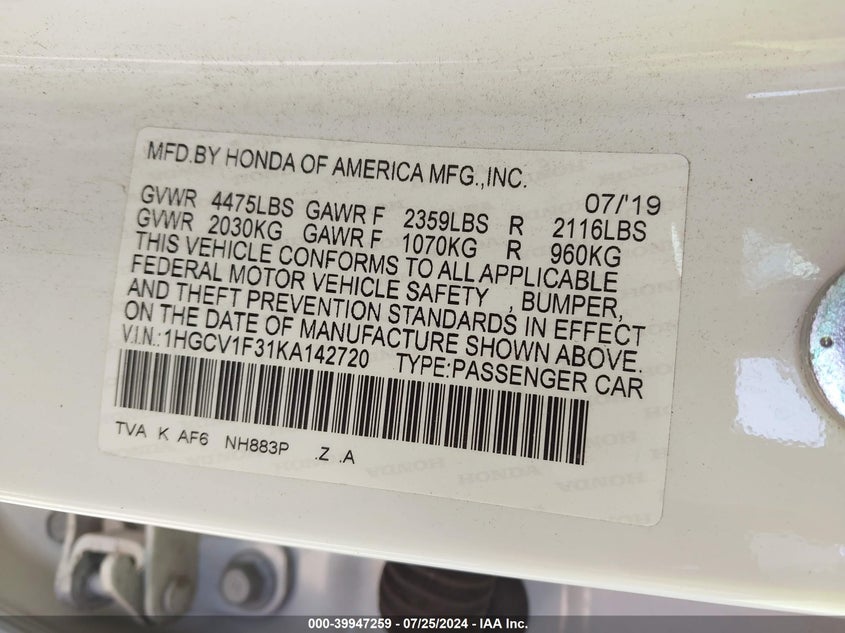 MFD.BY HONDA OF AMERICA MFG.,INC.
07/'19
GVWR 4475LBS GAWR F 2359LBS R 2116LBS
GVWR 2030KG GAWR F 1070KG R 960KG
THIS VEHICLE CONFORMS TO ALL APPLICABLE
FEDERAL MOTOR VEHICLE SAFETY , BUMPER,
AND THEFT PREVENTION STANDARDS IN EFFECT
ON THE DATE OF MANUFACTURE SHOWN ABOVE.
V.I.N.:1HGCV1F31KA142720 TYPE:PASSENGER CAR
TVA K AF6 NH883P .Z .A
HONDA HONDA
000-39947259 / 07/25/2024 - IAA Inc.